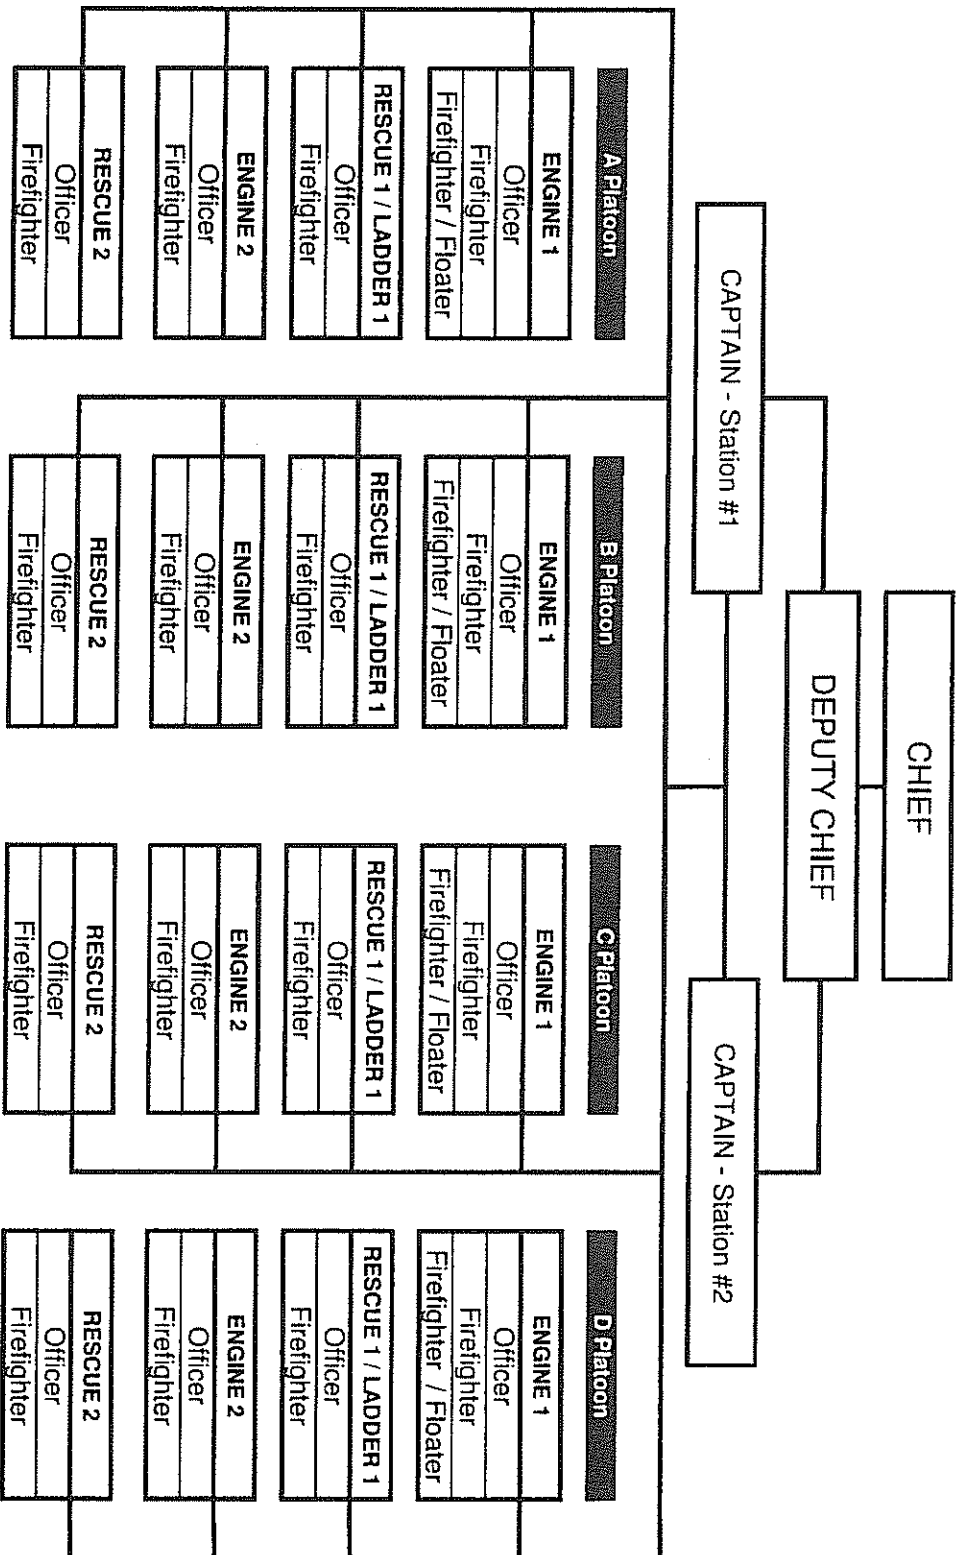 CHIEF
DEPUTY CHIEF
CAPTAIN - Station #1
CAPTAIN - Station #2
A Platoon
ENGINE 1
Officer
Firefighter
Firefighter / Floater
RESCUE 1 / LADDER 1
Officer
Firefighter
ENGINE 2
Officer
Firefighter
RESCUE 2
Officer
Firefighter
B Platoon
ENGINE 1
Officer
Firefighter
Firefighter / Floater
RESCUE 1 / LADDER 1
Officer
Firefighter
ENGINE 2
Officer
Firefighter
RESCUE 2
Officer
Firefighter
C Platoon
ENGINE 1
Officer
Firefighter
Firefighter / Floater
RESCUE 1 / LADDER 1
Officer
Firefighter
ENGINE 2
Officer
Firefighter
RESCUE 2
Officer
Firefighter
D Platoon
ENGINE 1
Officer
Firefighter
Firefighter / Floater
RESCUE 1 / LADDER 1
Officer
Firefighter
ENGINE 2
Officer
Firefighter
RESCUE 2
Officer
Firefighter